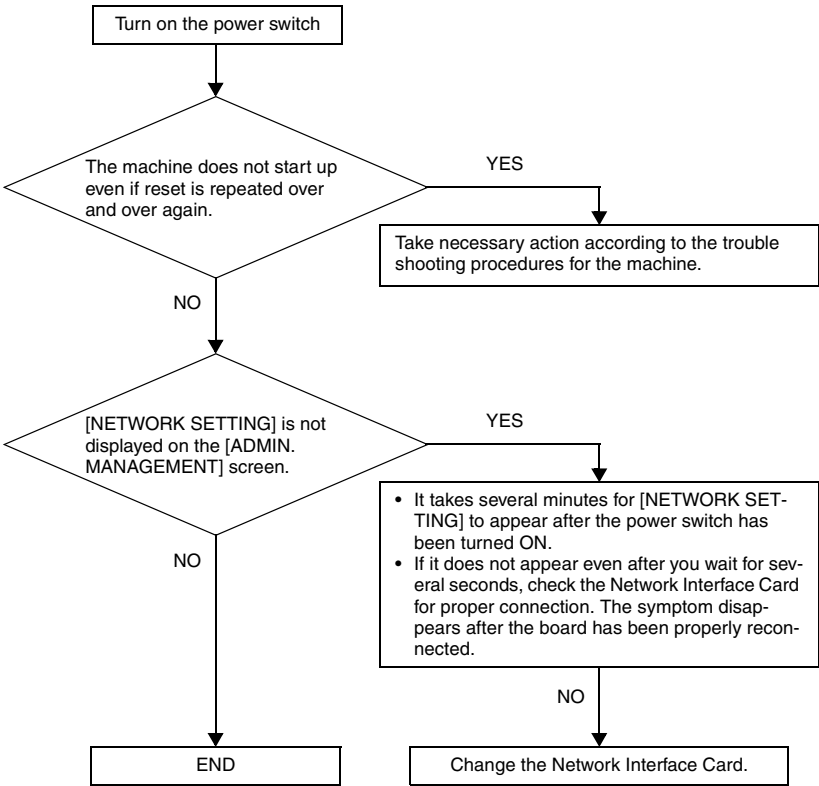 Turn on the power switch
The machine does not start up
even if reset is repeated over
and over again.
YES
Take necessary action according to the trouble
shooting procedures for the machine.
NO
[NETWORK SETTING] is not
displayed on the [ADMIN.
MANAGEMENT] screen.
YES
• It takes several minutes for [NETWORK SET-
TING] to appear after the power switch has
been turned ON.
• If it does not appear even after you wait for sev-
eral seconds, check the Network Interface Card
for proper connection. The symptom disap-
pears after the board has been properly recon-
nected.
NO
NO
END
Change the Network Interface Card.